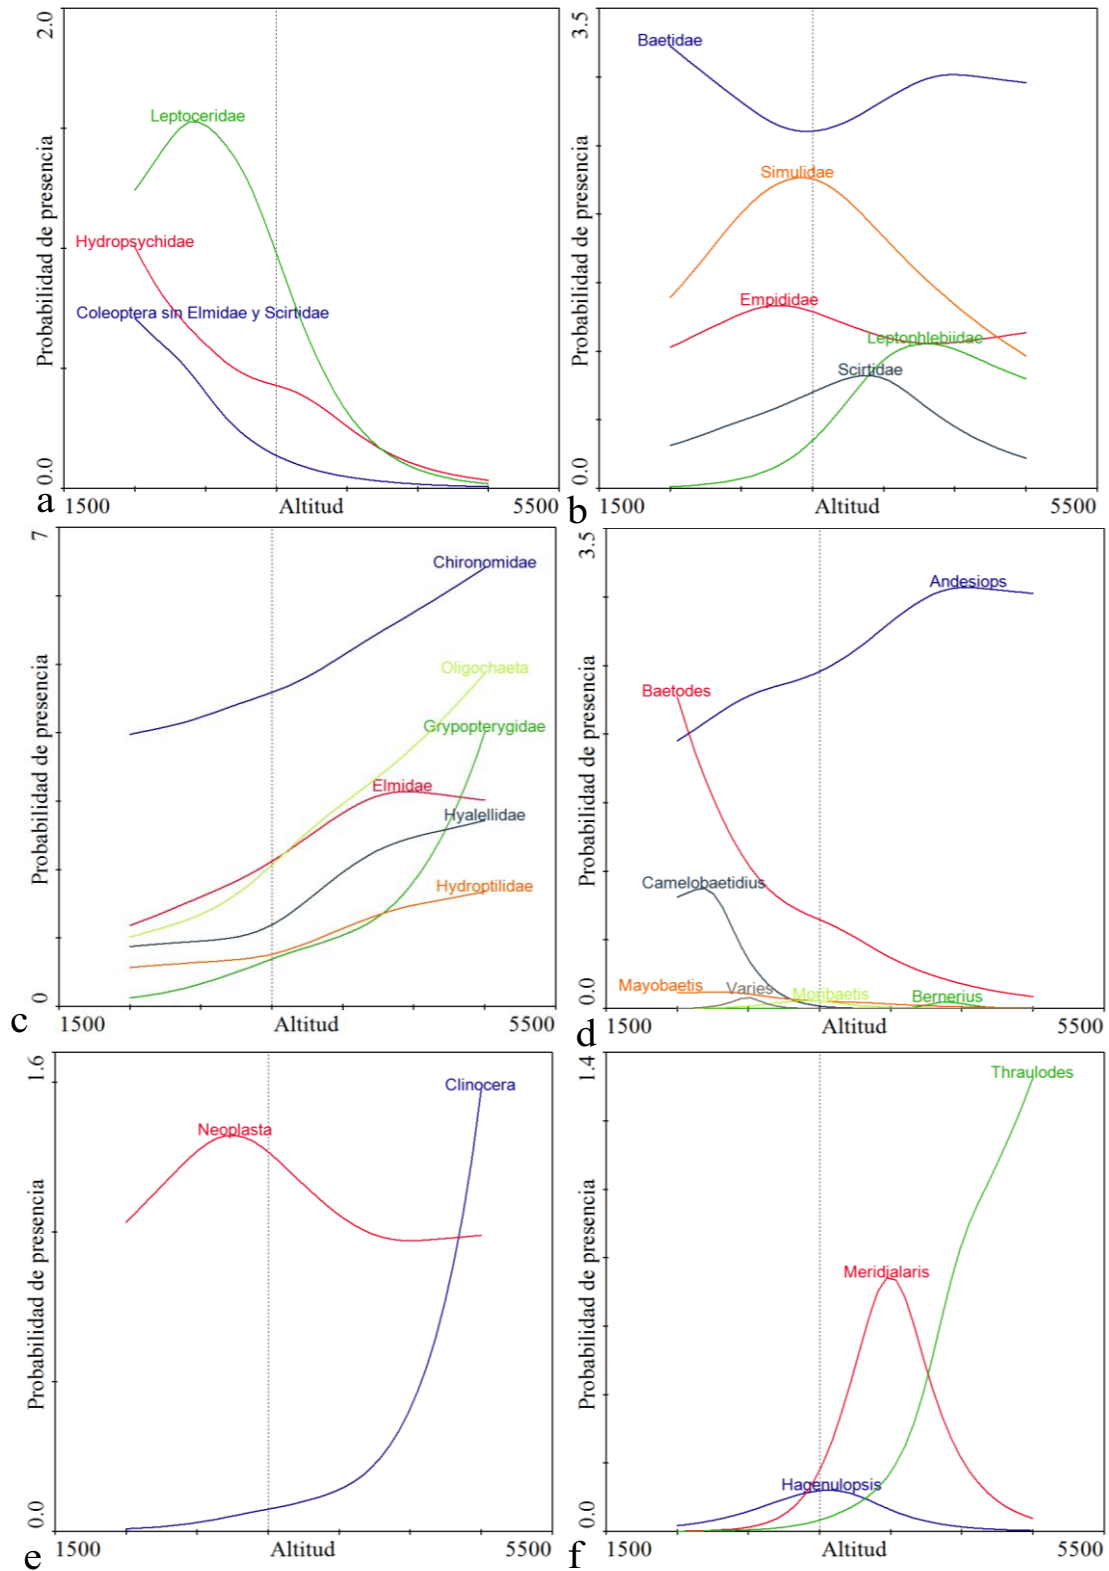 2.0
Probabilidad de presencia
0.0
Leptoceridae
Hydropsychidae
Coleoptera sin Elmidae y Scirtidae
a
1500
Altitud
5500
3.5
Probabilidad de presencia
0.0
Baetidae
Simulidae
Empididae
Leptophlebiidae
Scirtidae
b
1500
Altitud
5500
7
Probabilidad de presencia
0
Chironomidae
Oligochaeta
Grypopterygidae
Elmidae
Hyalellidae
Hydroptilidae
c
1500
Altitud
5500
3.5
Probabilidad de presencia
0.0
Andesiops
Baetodes
Camelobaetidius
Mayobaetis
Varies
Moribaetis
Bernerius
d
1500
Altitud
5500
1.6
Probabilidad de presencia
0.0
Clinocera
Neoplasta
e
1500
Altitud
5500
1.4
Probabilidad de presencia
0.0
Thraulodes
Meridialaris
Hagenulopsis
f
1500
Altitud
5500